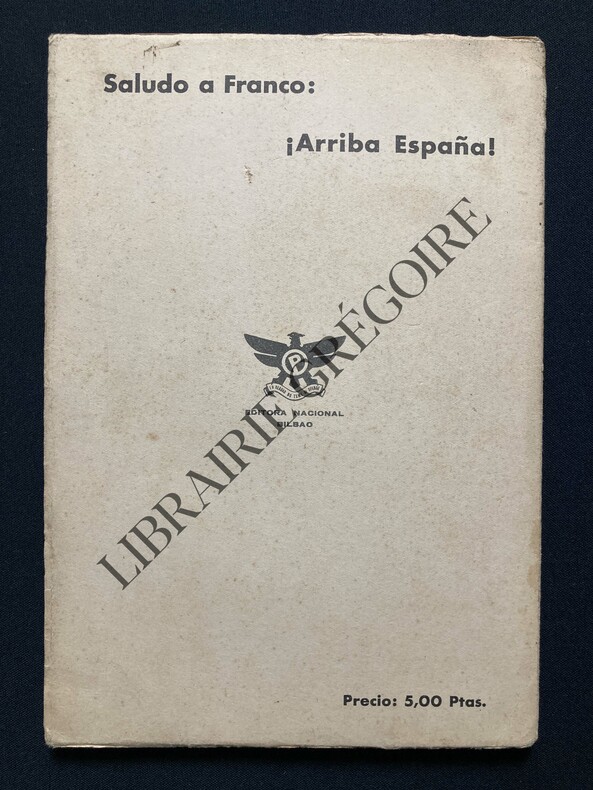 Saludo a Franco:
¡Arriba España!
LIBRAIRIE GRÉGOIRE
EDITORA NACIONAL
BILBAO
Precio: 5,00 Ptas.